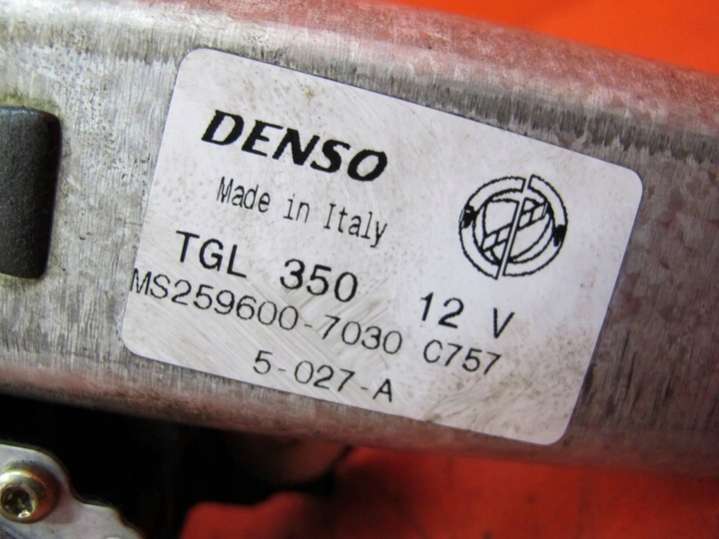 DENSO
Made in Italy
TGL 350 12 V
MS259600-7030 C757
5-027-A